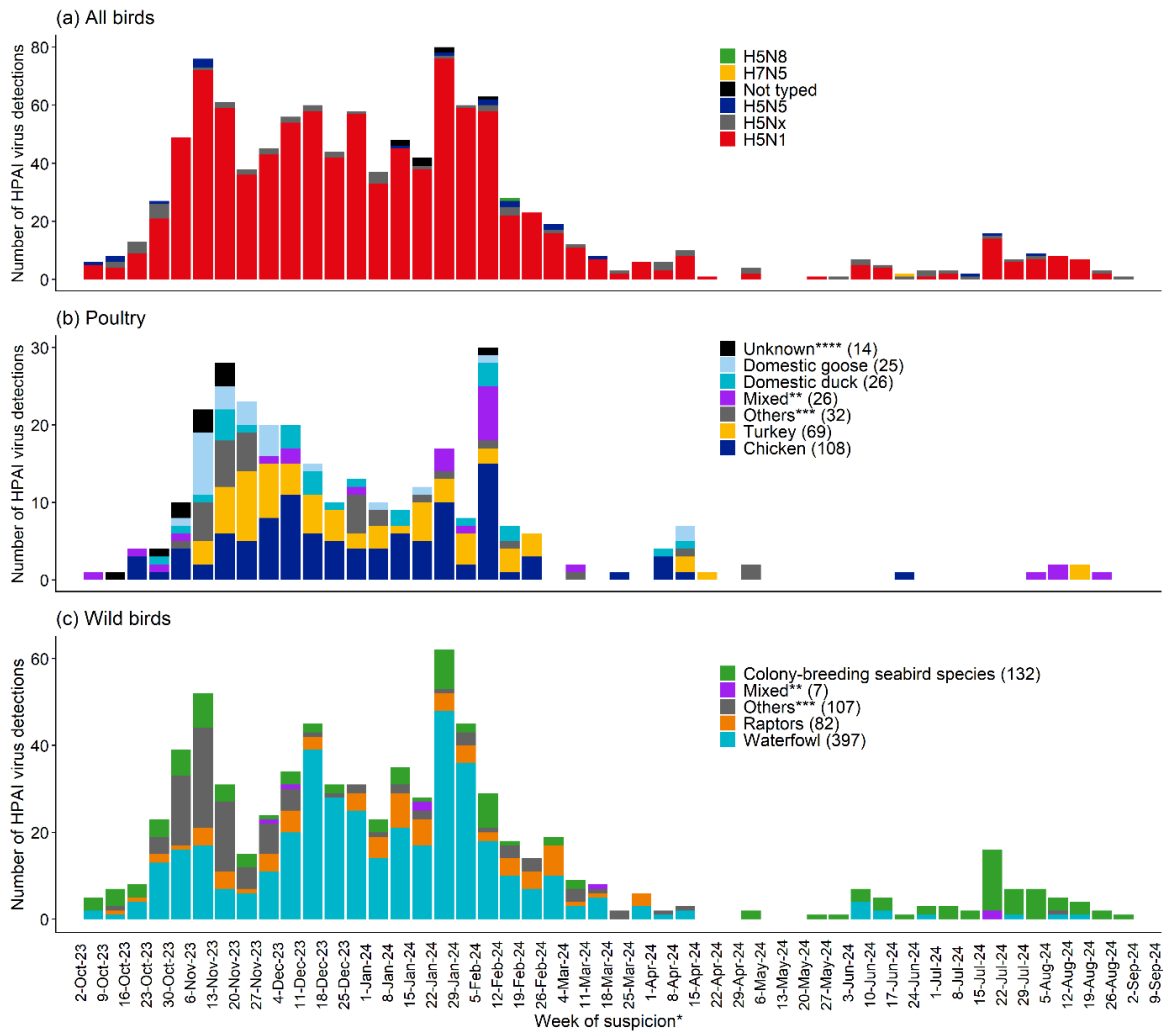 (a) All birds
Number of HPAI virus detections
80
60
40
20
0
H5N8
H7N5
Not typed
H5N5
H5Nx
H5N1
(b) Poultry
Number of HPAI virus detections
30
20
10
0
Unknown**** (14)
Domestic goose (25)
Domestic duck (26)
Mixed** (26)
Others*** (32)
Turkey (69)
Chicken (108)
(c) Wild birds
Number of HPAI virus detections
60
40
20
0
Colony-breeding seabird species (132)
Mixed** (7)
Others*** (107)
Raptors (82)
Waterfowl (397)
2-Oct-23
9-Oct-23
16-Oct-23
23-Oct-23
30-Oct-23
6-Nov-23
13-Nov-23
20-Nov-23
27-Nov-23
4-Dec-23
11-Dec-23
18-Dec-23
25-Dec-23
1-Jan-24
8-Jan-24
15-Jan-24
22-Jan-24
29-Jan-24
5-Feb-24
12-Feb-24
19-Feb-24
26-Feb-24
4-Mar-24
11-Mar-24
18-Mar-24
25-Mar-24
1-Apr-24
8-Apr-24
15-Apr-24
22-Apr-24
29-Apr-24
6-May-24
13-May-24
20-May-24
27-May-24
3-Jun-24
10-Jun-24
17-Jun-24
24-Jun-24
1-Jul-24
8-Jul-24
15-Jul-24
22-Jul-24
29-Jul-24
5-Aug-24
12-Aug-24
19-Aug-24
26-Aug-24
2-Sep-24
9-Sep-24
Week of suspicion*